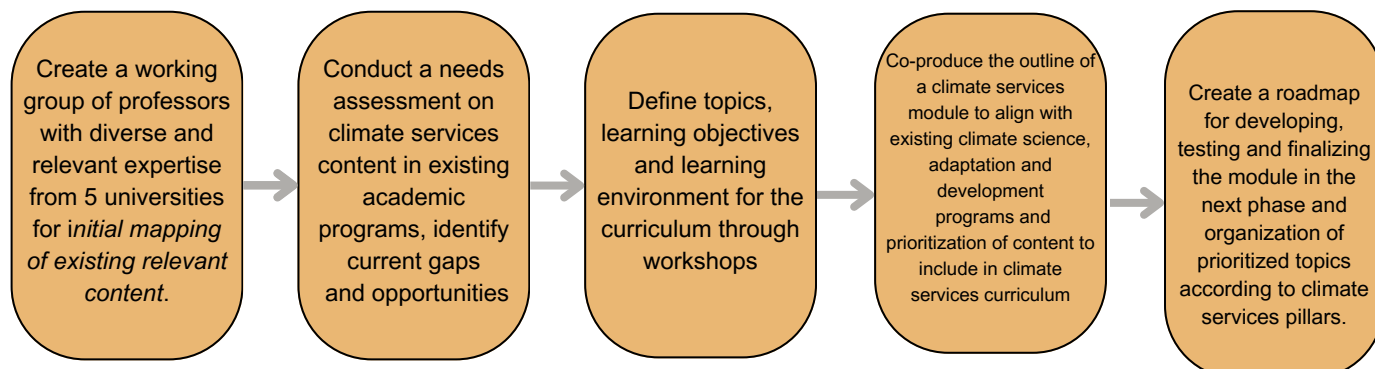 Create a working
group of professors
with diverse and
relevant expertise
from 5 universities
for initial mapping
of existing relevant
content.
Conduct a needs
assessment on
climate services
content in existing
academic
programs, identify
current gaps
and opportunities
Define topics,
learning objectives
and learning
environment for the
curriculum through
workshops
Co-produce the outline of
a climate services
module to align with
existing climate science,
adaptation and
development
programs and
prioritization of content to
include in climate
services curriculum
Create a roadmap
for developing,
testing and finalizing
the module in the
next phase and
organization of
prioritized topics
according to climate
services pillars.